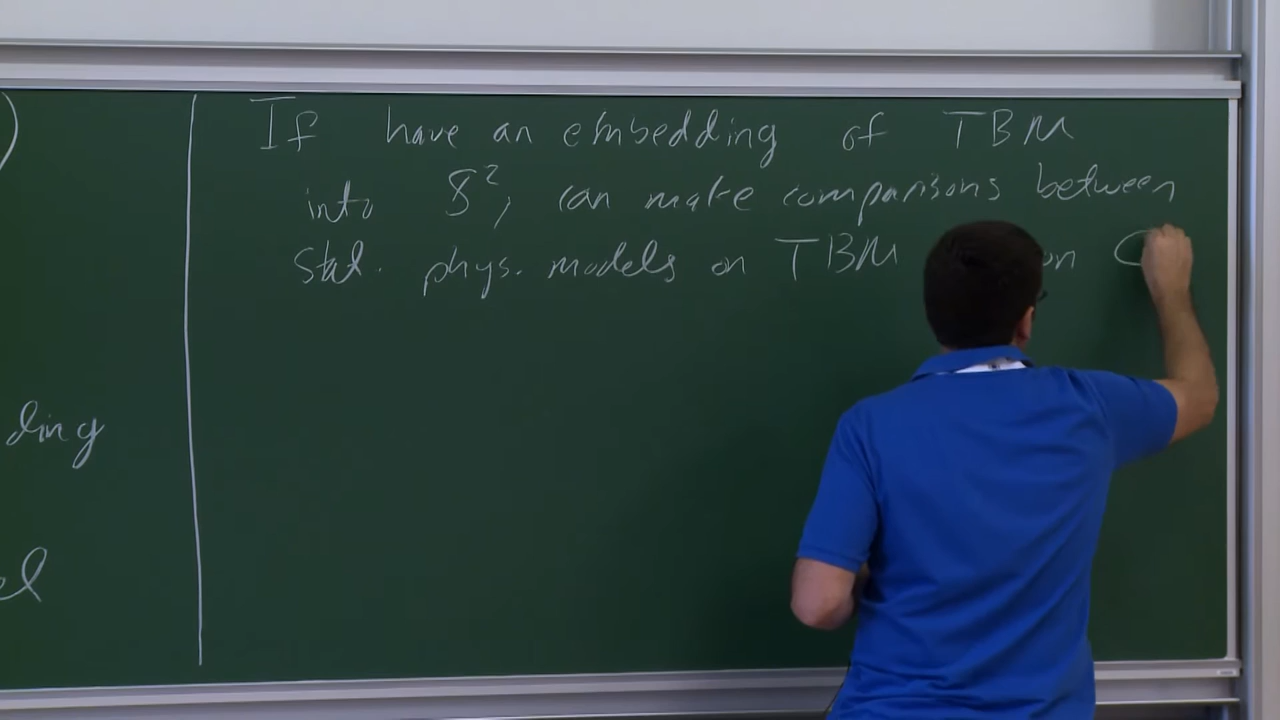 )
If have an embedding of TBM
into S², can make comparisons between
stat. phys. models on TBM on
ding
el